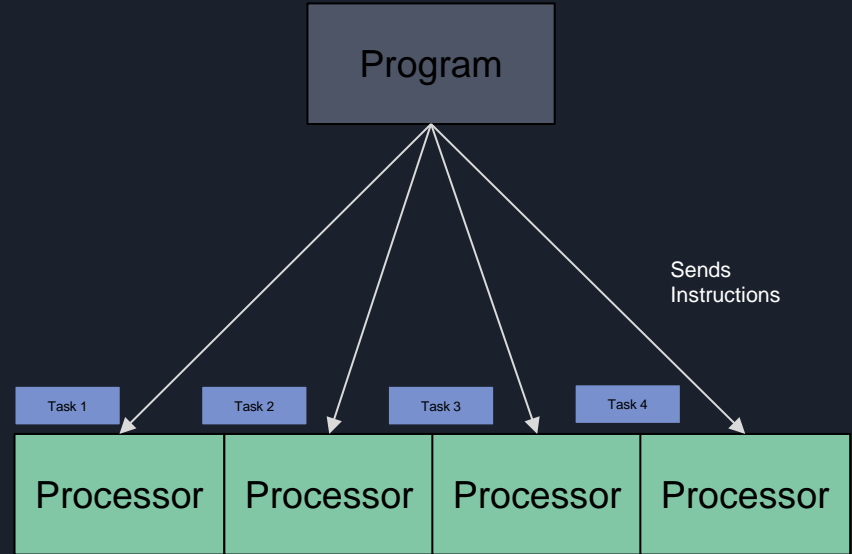 Program
Sends
Instructions
Task 1
Task 2
Task 3
Task 4
Processor
Processor
Processor
Processor